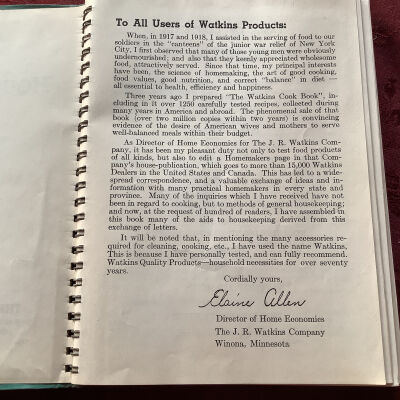 To All Users of Watkins Products:
When, in 1917 and 1918, I assisted in the serving of food to our
soldiers in the "canteens" of the junior war relief of New York
City, I first observed that many of those young men were obviously
undernourished; and also that they keenly appreciated wholesome
food, attractively served. Since that time, my principal interests
have been, the science of homemaking, the art of good cooking,
food values, good nutrition, and correct "balance" in diet —
all essential to health, efficiency and happiness.
Three years ago I prepared "The Watkins Cook Book", in-
cluding in it over 1250 carefully tested recipes, collected during
many years in America and abroad. The phenomenal sale of that
book (over two million copies within two years) is convincing
evidence of the desire of American wives and mothers to serve
well-balanced meals within their budget.
As Director of Home Economics for The J. R. Watkins Com-
pany, it has been my pleasant duty not only to test food products
of all kinds, but also to edit a Homemakers page in that Com-
pany's house-publication, which goes to more than 15,000 Watkins
Dealers in the United States and Canada. This has led to a wide-
spread correspondence, and a valuable exchange of ideas and in-
formation with many practical homemakers in every state and
province. Many of the inquiries which I have received have not
been in regard to cooking, but to methods of general housekeeping;
and now, at the request of hundred of readers, I have assembled in
this book many of the aids to housekeeping derived from this
exchange of letters.
It will be noted that, in mentioning the many accessories re-
quired for cleaning, cooking, etc., I have used the name Watkins,
This is because I have personally tested, and can fully recommend.
Watkins Quality Products—household necessities for over seventy
years.
Cordially yours,
Elaine Allen
Director of Home Economics
The J. R. Watkins Company
Winona, Minnesota